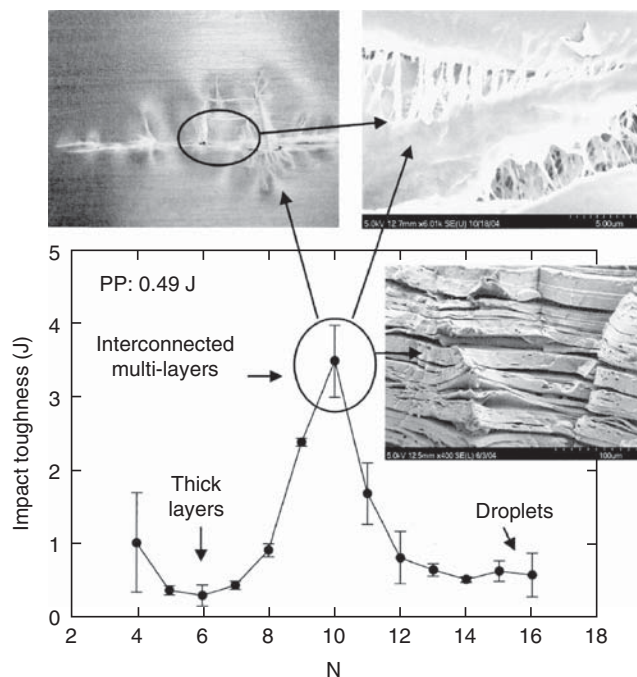 5.0kV 12.7mm x6.01k SE(U) 10/18/04
5.00μm
PP: 0.49 J
Interconnected
multi-layers
Thick
layers
Droplets
5.0kV 12.5mm x400 SE(L) 6/3/04
100μm
Impact toughness (J)
5
4
3
2
1
0
2
4
6
8
10
12
14
16
18
N